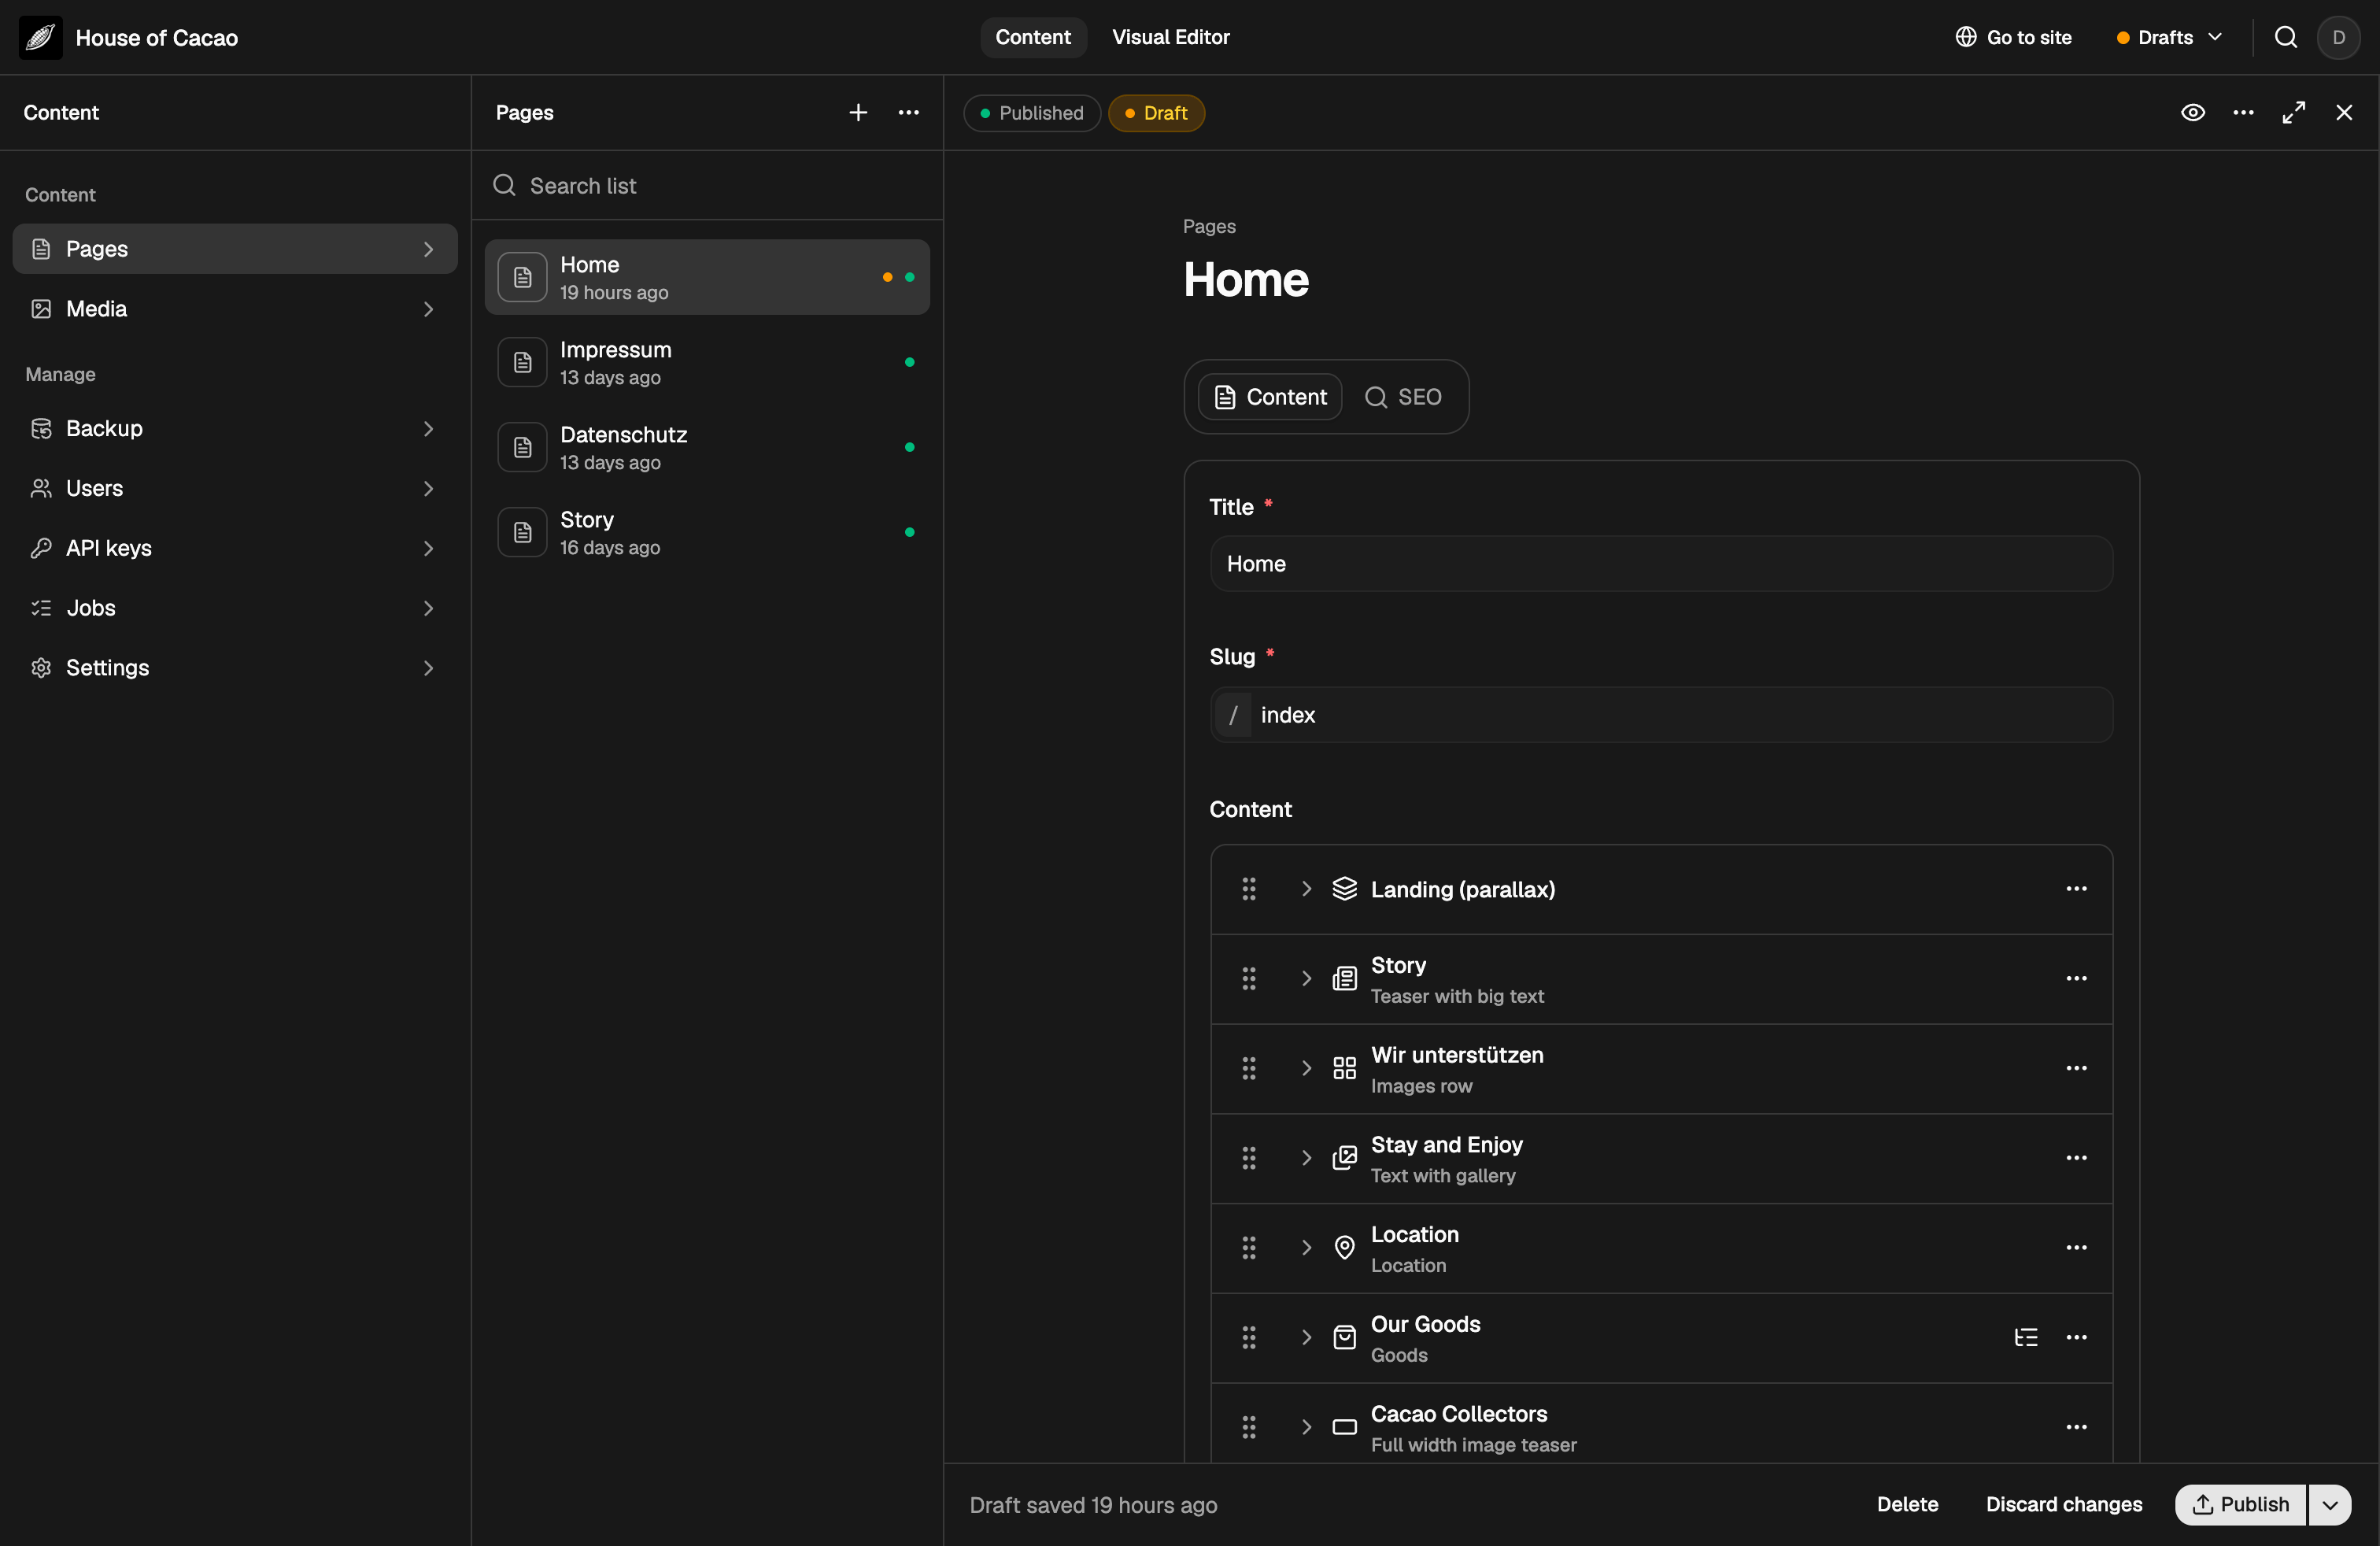 House of Cacao
Content
Visual Editor
Go to site
Drafts
D
Content
Content
Pages
Media
Manage
Backup
Users
API keys
Jobs
Settings
Pages
Search list
Home
19 hours ago
Impressum
13 days ago
Datenschutz
13 days ago
Story
16 days ago
Published
Draft
Pages
Home
Content
SEO
Title *
Home
Slug *
/ index
Content
Landing (parallax)
Story
Teaser with big text
Wir unterstützen
Images row
Stay and Enjoy
Text with gallery
Location
Location
Our Goods
Goods
Cacao Collectors
Full width image teaser
Draft saved 19 hours ago
Delete
Discard changes
Publish